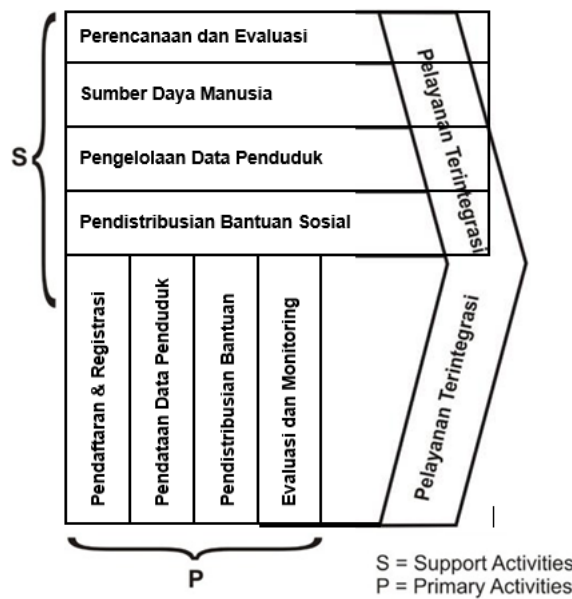 Perencanaan dan Evaluasi
Sumber Daya Manusia
Pengelolaan Data Penduduk
Pendistribusian Bantuan Sosial
Pelayanan Terintegrasi
S
Pendaftaran & Registrasi
Pendataan Data Penduduk
Pendistribusian Bantuan
Evaluasi dan Monitoring
Pelayanan Terintegrasi
P
S = Support Activities
P = Primary Activities